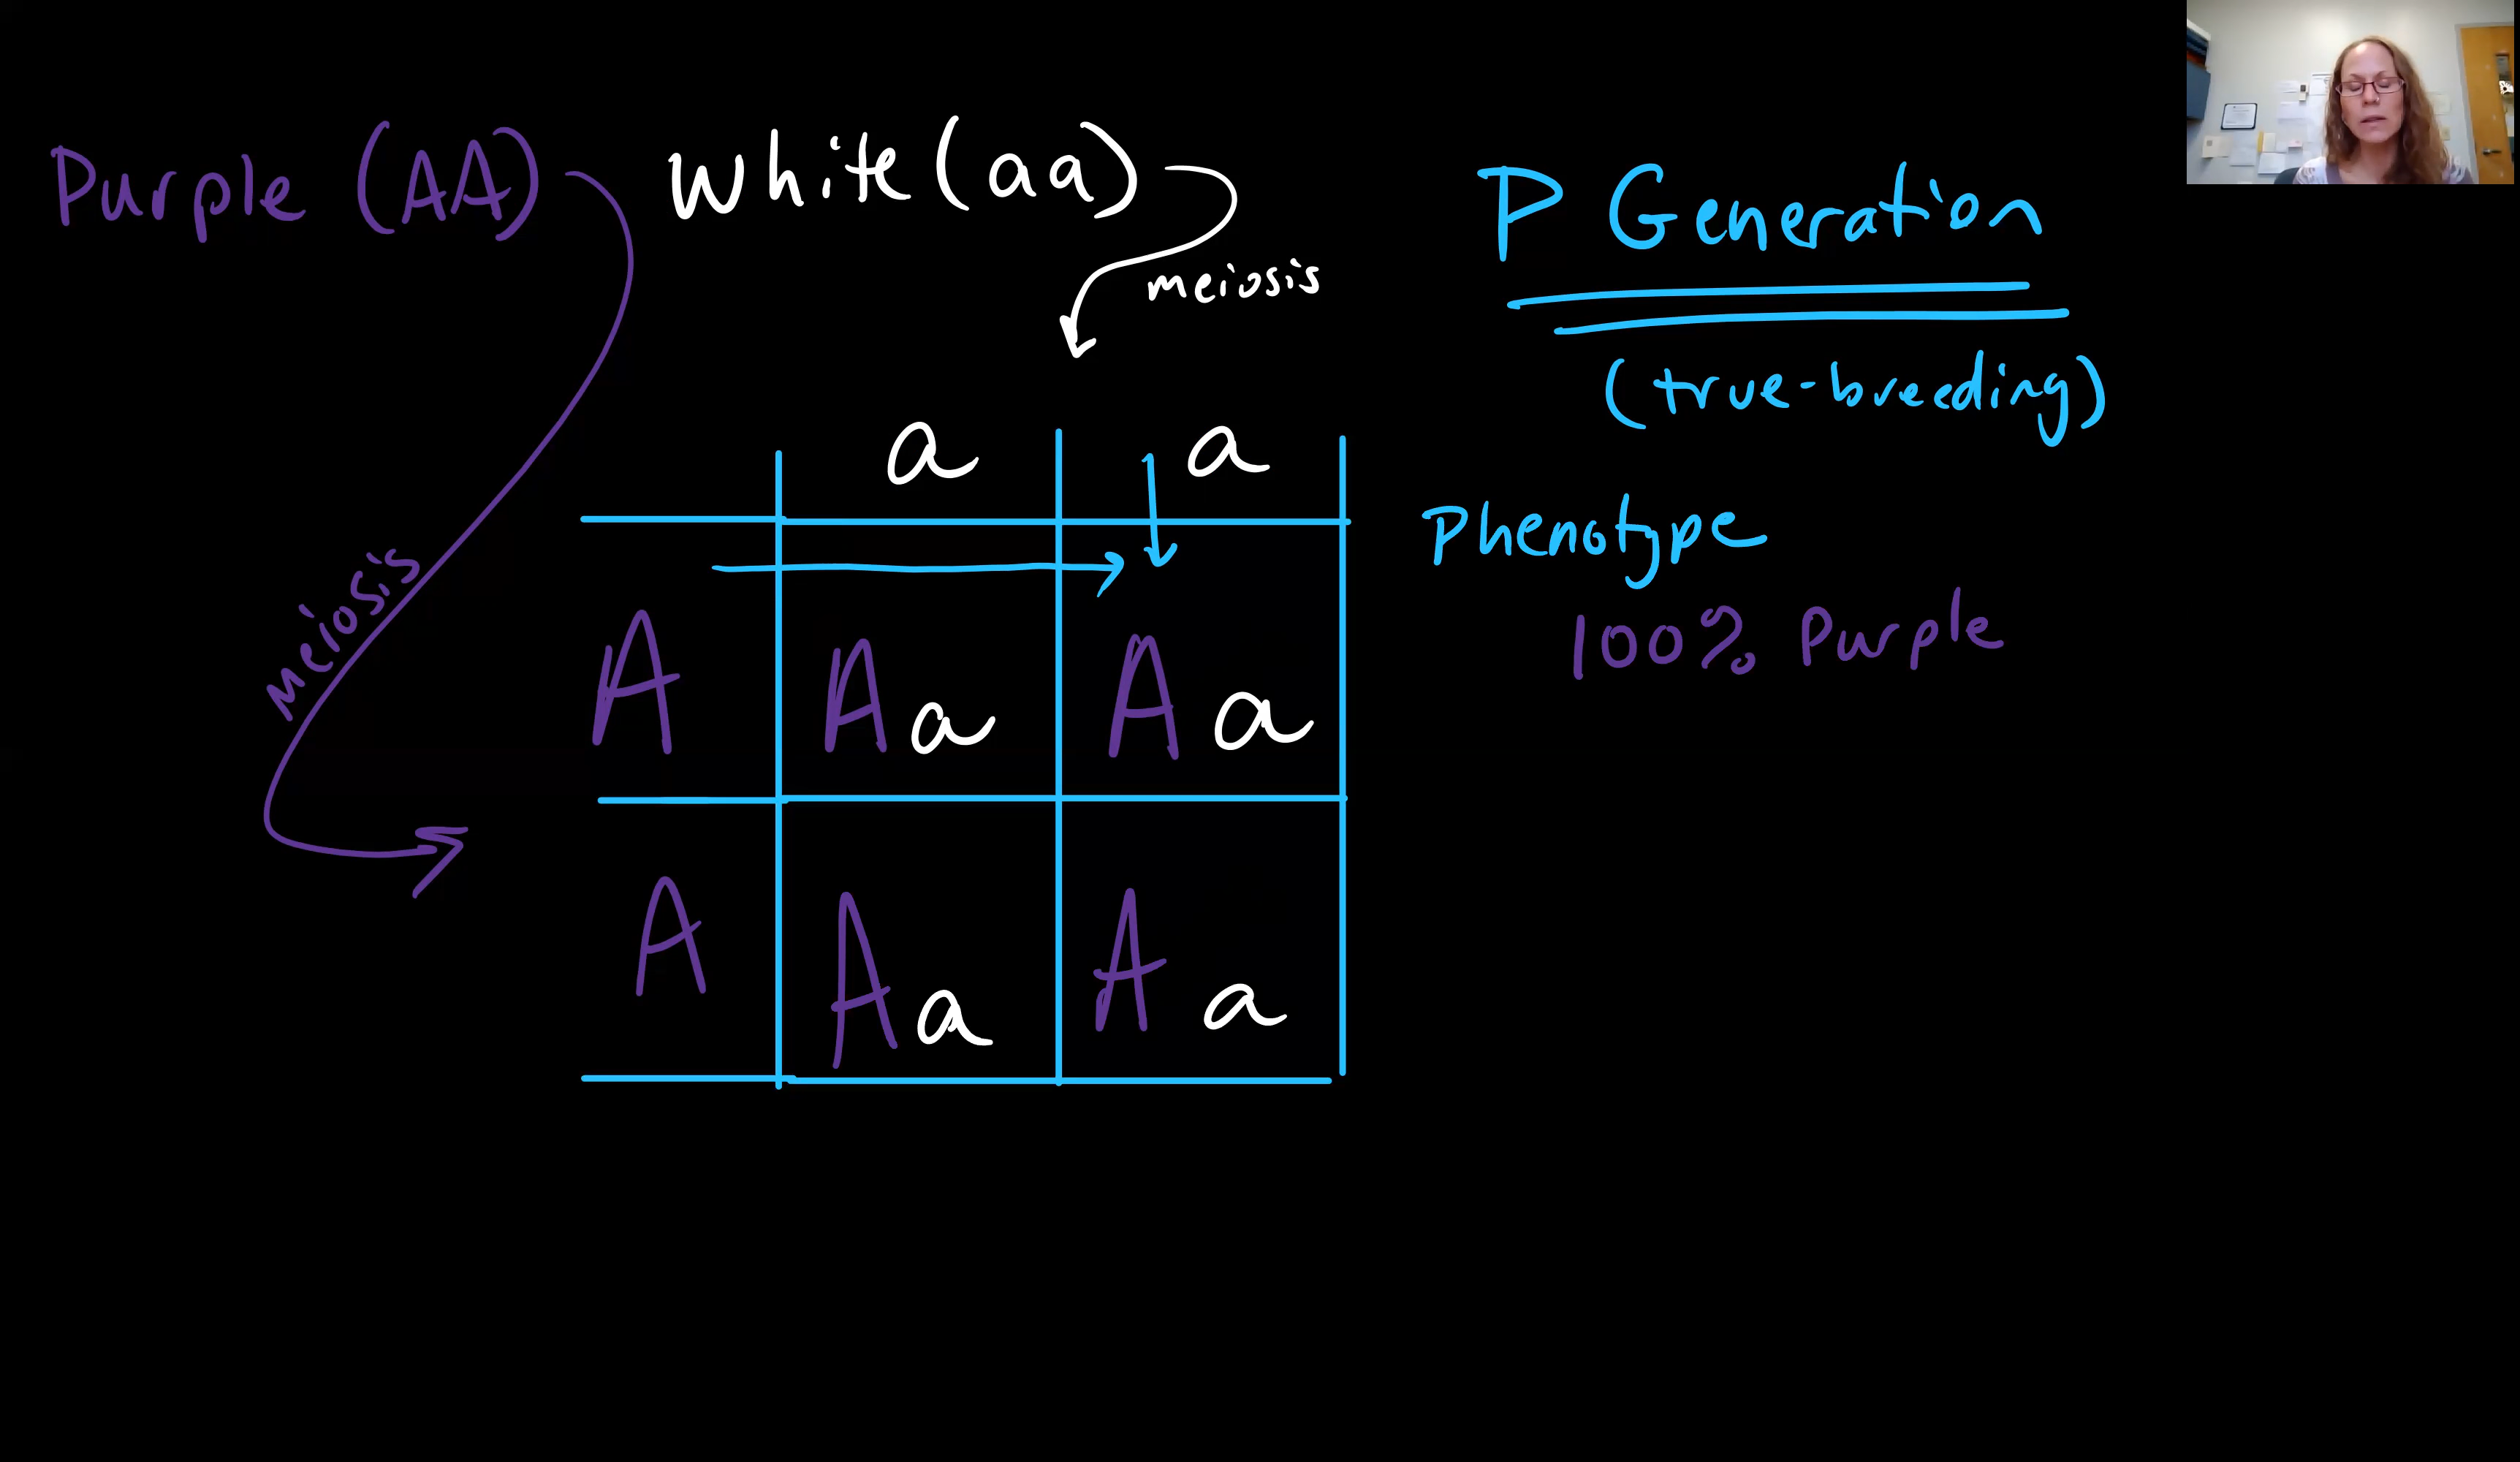 Purple (AA)
White (aa)
meiosis
P Generation
(true-breeding)
Phenotype
100% Purple
meiosis
a a
A Aa Aa
A Aa Aa